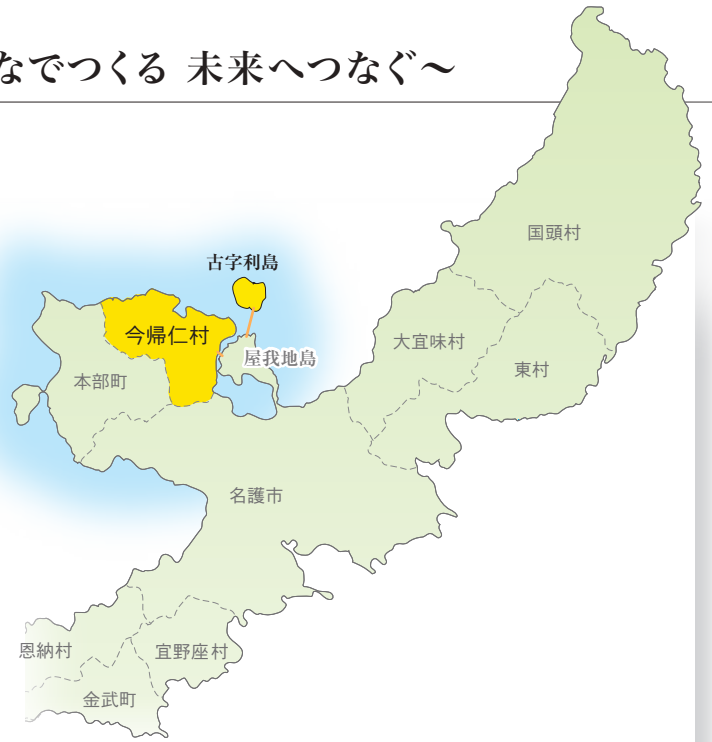 なでつくる 未来へつなぐ～
国頭村
古宇利島
今帰仁村
大宜味村
屋我地島
東村
本部町
名護市
恩納村
宜野座村
金武町